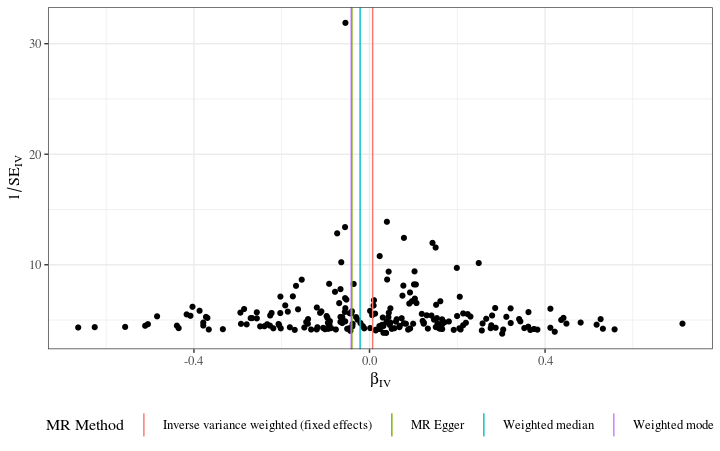 30
20
10
1/SE_IV
-0.4
0.0
0.4
β_IV
MR Method
Inverse variance weighted (fixed effects)
MR Egger
Weighted median
Weighted mode